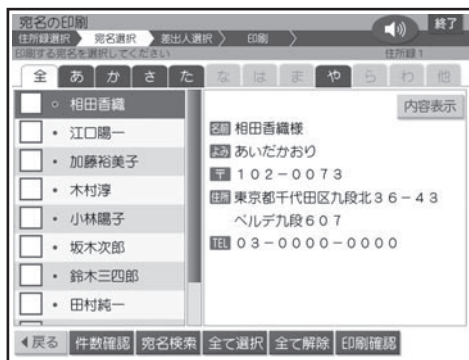 宛名の印刷
終了
住所録選択 宛名選択 差出人選択 印刷
印刷する宛名を選択してください 住所録1
全 あ か さ た な は ま や ら わ 他
相田香織
江口陽一
加藤裕美子
木村淳
小林陽子
坂木次郎
鈴木三四郎
田村純一
内容表示
名前 相田香織様
よみ あいだかおり
〒 102-0073
住所 東京都千代田区九段北36-43
ベルデ九段607
TEL 03-0000-0000
戻る 件数確認 宛名検索 全て選択 全て解除 印刷確認